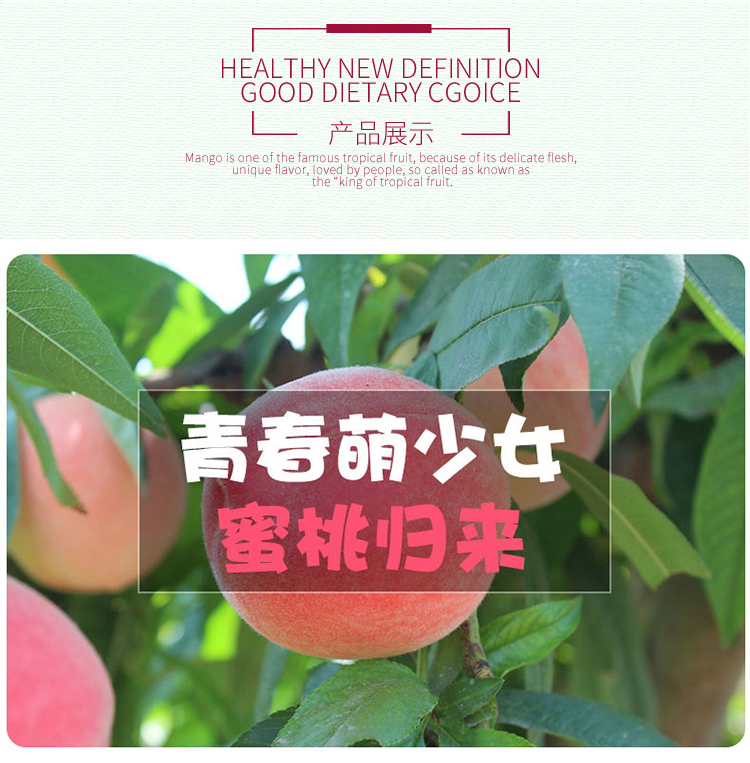 HEALTHY NEW DEFINITION
GOOD DIETARY CGOICE
产品展示
Mango is one of the famous tropical fruit, because of its delicate flesh,
unique flavor, loved by people, so called as known as
the "king of tropical fruit.
青春萌少女
蜜桃归来